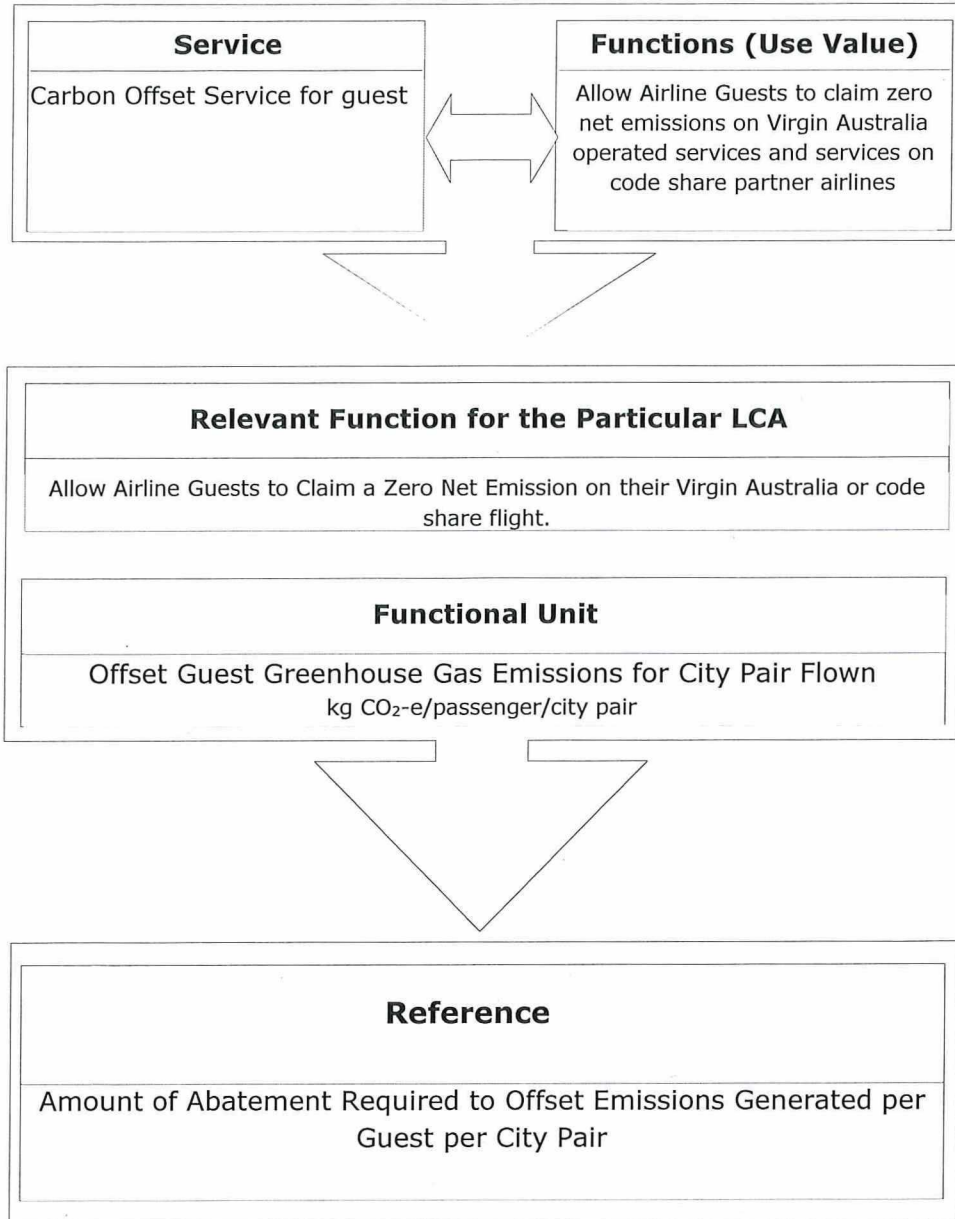 Service
Carbon Offset Service for guest
Functions (Use Value)
Allow Airline Guests to claim zero
net emissions on Virgin Australia
operated services and services on
code share partner airlines
Relevant Function for the Particular LCA
Allow Airline Guests to Claim a Zero Net Emission on their Virgin Australia or code
share flight.
Functional Unit
Offset Guest Greenhouse Gas Emissions for City Pair Flown
kg CO₂-e/passenger/city pair
Reference
Amount of Abatement Required to Offset Emissions Generated per
Guest per City Pair